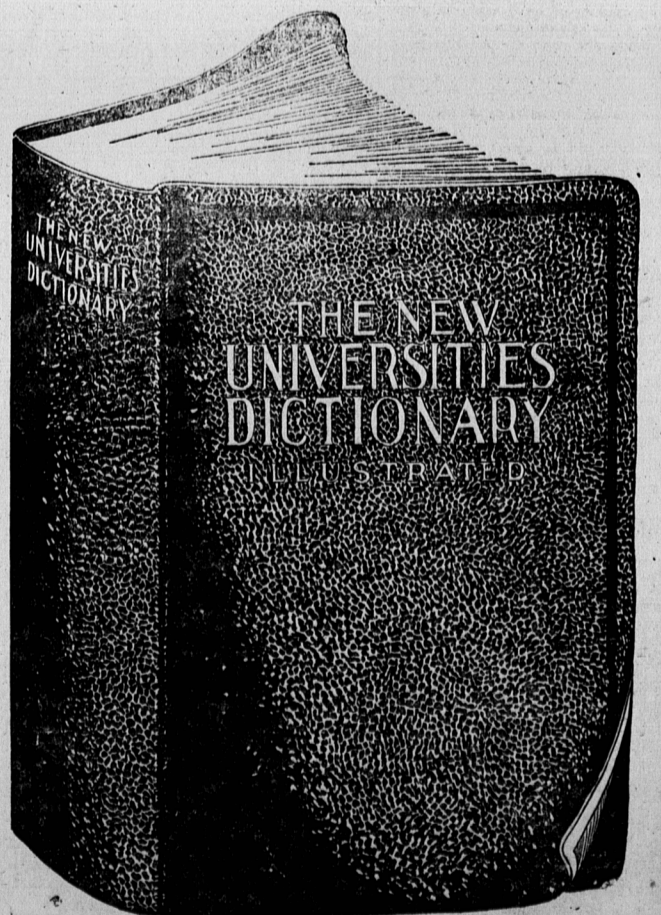 THE NEW
UNIVERSITIES
DICTIONARY
THE NEW
UNIVERSITIES
DICTIONARY
ILLUSTRATED